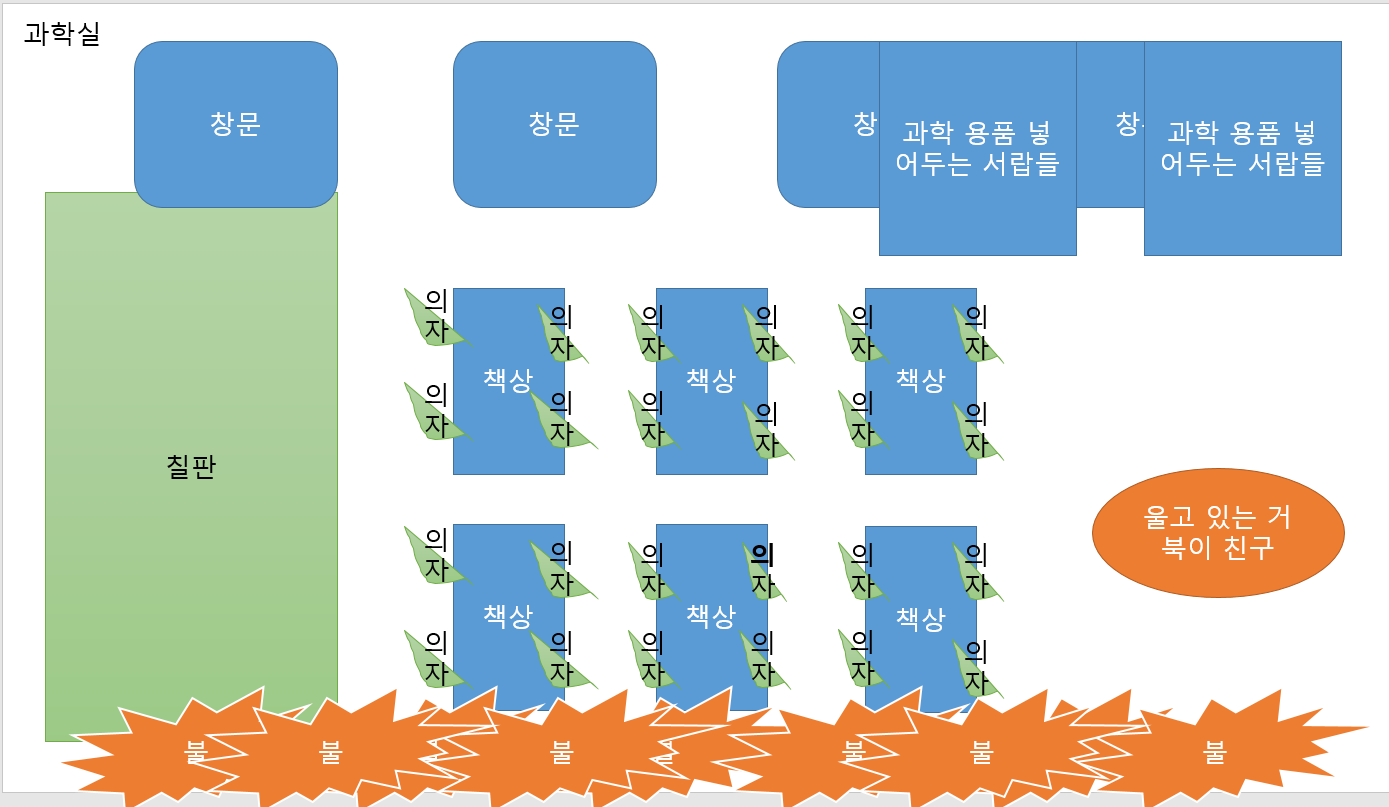 과학실
창문
창문
창
과학 용품 넣
어두는 서랍들
창
과학 용품 넣
어두는 서랍들
칠판
의
자
의
자
의
자
의
자
의
자
의
자
책상
책상
책상
의
자
의
자
의
자
의
자
의
자
의
자
울고 있는 거
북이 친구
의
자
의
자
의
자
의
자
의
자
의
자
책상
책상
책상
의
자
의
자
의
자
의
자
의
자
의
자
불
불
불
불
불
불